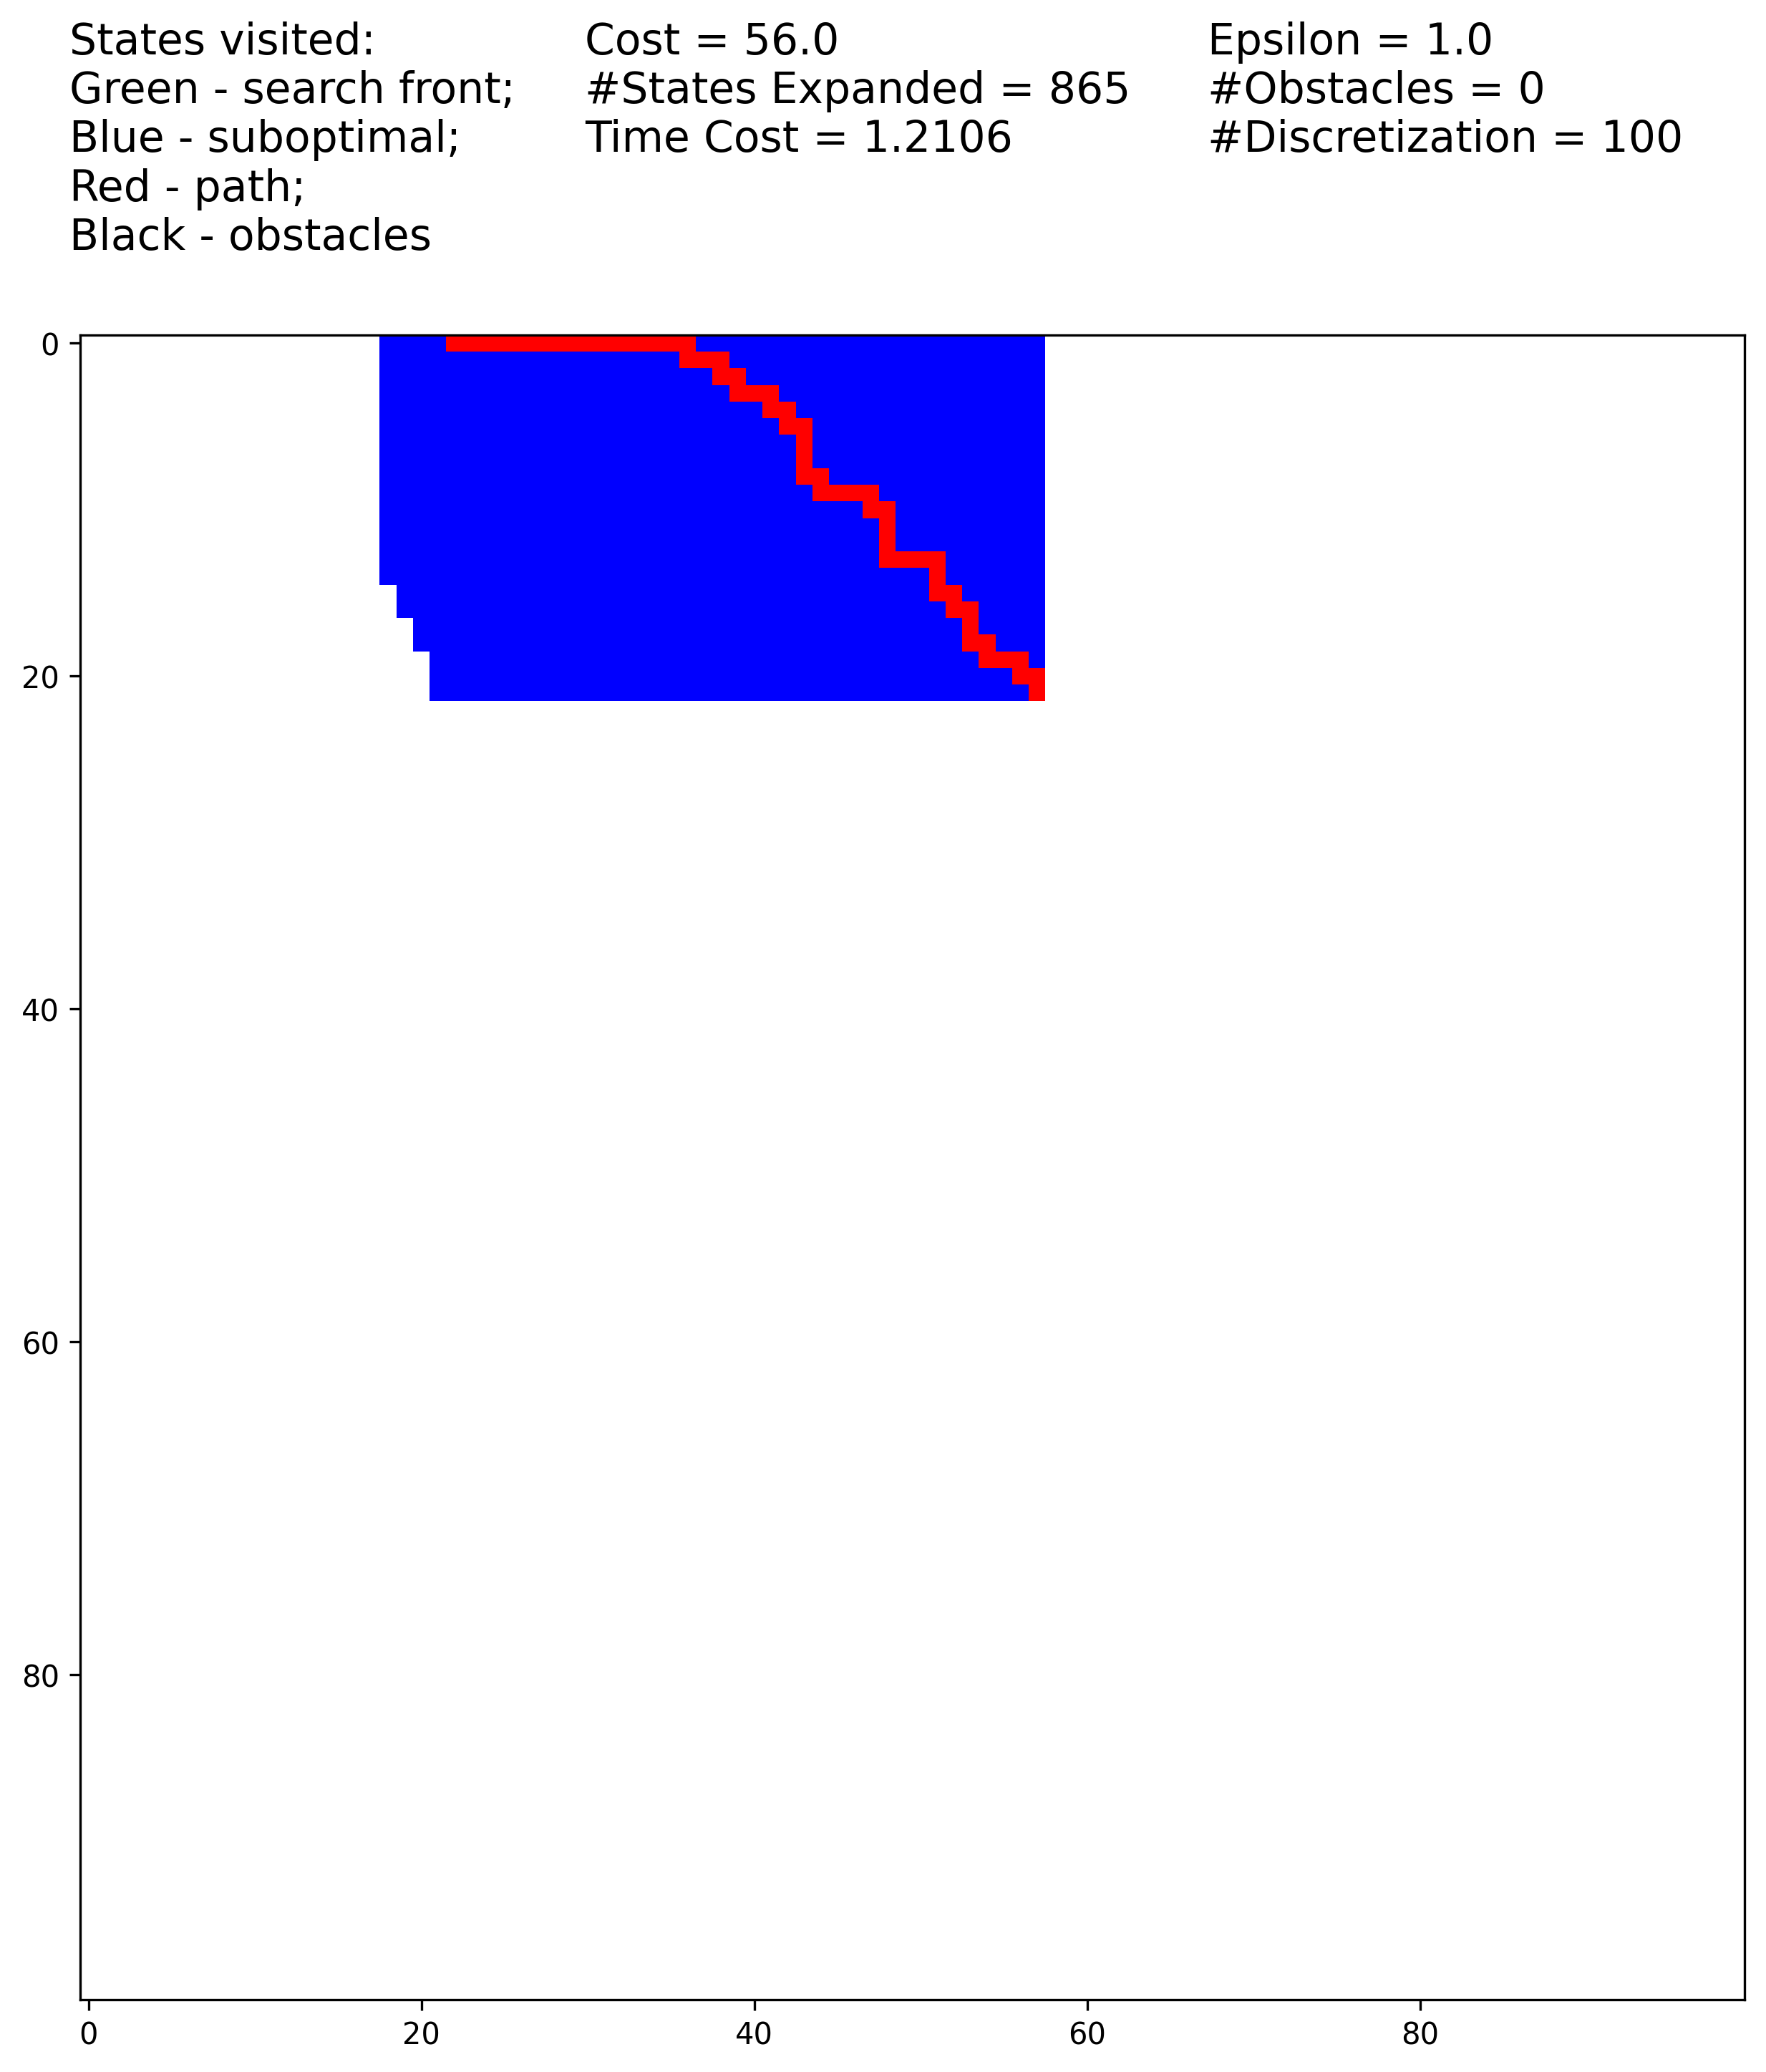 States visited:
Green - search front;
Blue - suboptimal;
Red - path;
Black - obstacles
Cost = 56.0
#States Expanded = 865
Time Cost = 1.2106
Epsilon = 1.0
#Obstacles = 0
#Discretization = 100
0
20
40
60
80
0
20
40
60
80